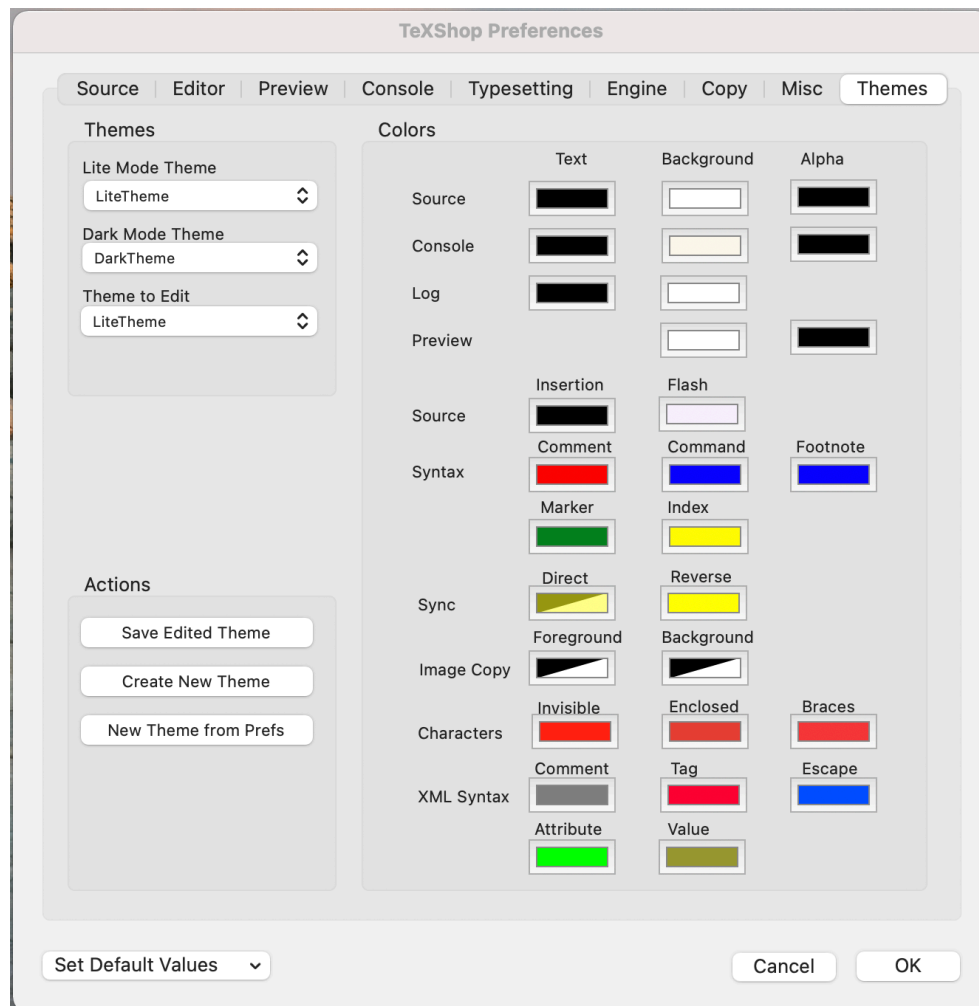 TeXShop Preferences
Source Editor Preview Console Typesetting Engine Copy Misc Themes
Themes
Lite Mode Theme
LiteTheme
Dark Mode Theme
DarkTheme
Theme to Edit
LiteTheme
Actions
Save Edited Theme
Create New Theme
New Theme from Prefs
Colors
Text Background Alpha
Source
Console
Log
Preview
Insertion Flash
Source
Comment Command Footnote
Syntax
Marker Index
Direct Reverse
Sync
Foreground Background
Image Copy
Invisible Enclosed Braces
Characters
Comment Tag Escape
XML Syntax
Attribute Value
Set Default Values
Cancel OK